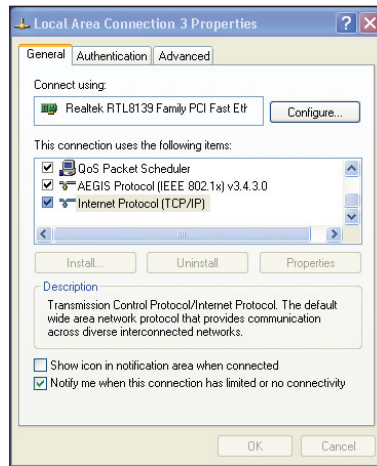 Local Area Connection 3 Properties
General Authentication Advanced
Connect using:
Realtek RTL8139 Family PCI Fast Eth
Configure...
This connection uses the following items:
QoS Packet Scheduler
AEGIS Protocol (IEEE 802.1x) v3.4.3.0
Internet Protocol (TCP/IP)
Install... Uninstall Properties
Description
Transmission Control Protocol/Internet Protocol. The default
wide area network protocol that provides communication
across diverse interconnected networks.
Show icon in notification area when connected
Notify me when this connection has limited or no connectivity
OK Cancel